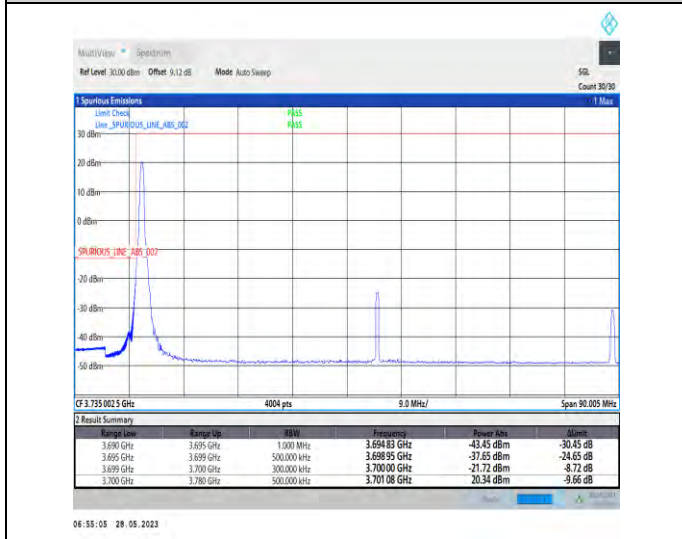 MultiView Spectrum
Ref Level 30.00 dBm Offset 9.12 dB Mode Auto Sweep SGL
Count 30/30
1 Spurious Emissions 1 Max
Limit Check PASS
Line _SPURIOUS_LINE_ABS_002 PASS
30 dBm
20 dBm
10 dBm
0 dBm
_SPURIOUS_LINE_ABS_002
-20 dBm
-30 dBm
-40 dBm
-50 dBm
CF 3.735 002 5 GHz 4004 pts 9.0 MHz/ Span 90.005 MHz
2 Result Summary
Range Low Range Up RBW Frequency Power Abs ΔLimit
3.690 GHz 3.695 GHz 1.000 MHz 3.694 83 GHz -43.45 dBm -30.45 dB
3.695 GHz 3.699 GHz 500.000 kHz 3.698 95 GHz -37.65 dBm -24.65 dB
3.699 GHz 3.700 GHz 300.000 kHz 3.700 00 GHz -21.72 dBm -8.72 dB
3.700 GHz 3.780 GHz 500.000 kHz 3.701 08 GHz 20.34 dBm -9.66 dB
Ready
06:55:05 28.05.2023